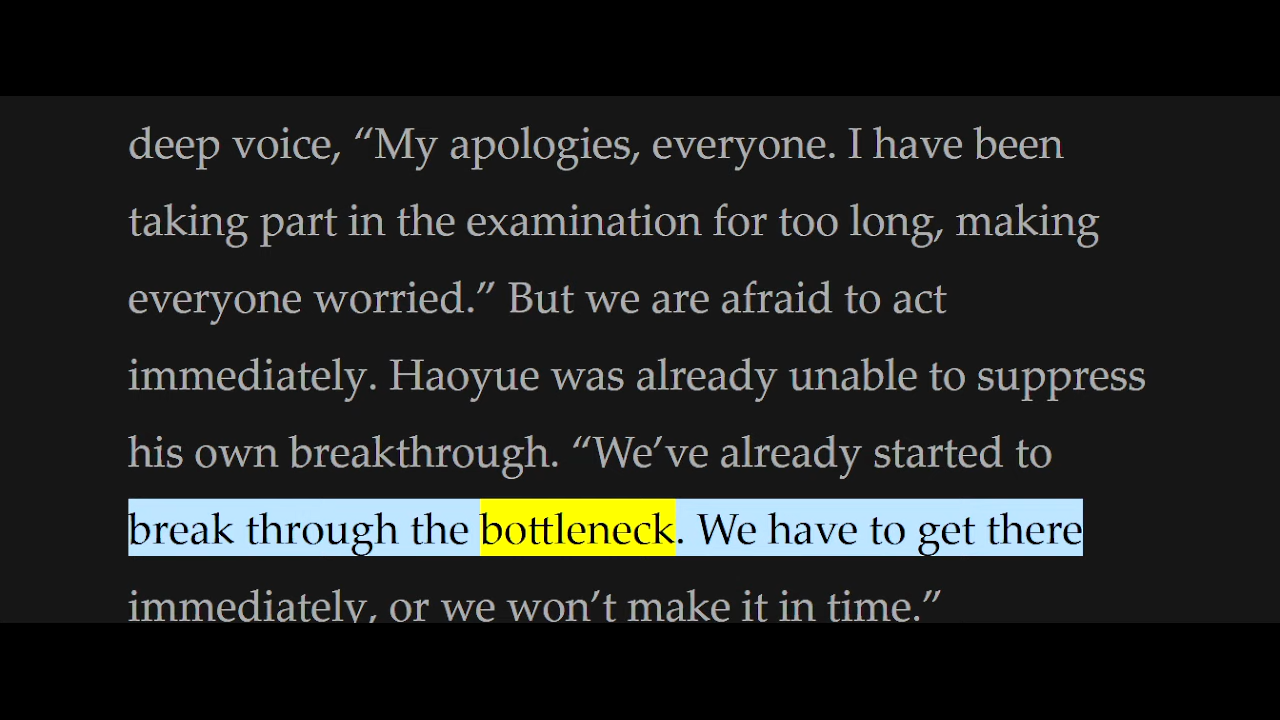 deep voice, “My apologies, everyone. I have been
taking part in the examination for too long, making
everyone worried.” But we are afraid to act
immediately. Haoyue was already unable to suppress
his own breakthrough. “We’ve already started to
break through the bottleneck. We have to get there
immediately, or we won’t make it in time.”